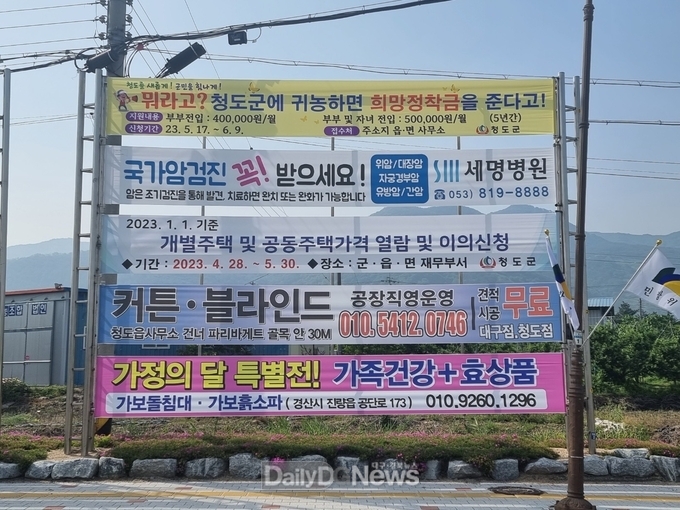 청도를 새롭게! 군민을 힘나게!
뭐라고? 청도군에 귀농하면 희망정착금을 준다고!
지원내용 부부전입 : 400,000원/월 부부 및 자녀 전입 : 500,000원/월 (5년간)
신청기간 23. 5. 17. ~ 6. 9. 접수처 주소지 읍·면 사무소 청도군
국가암검진 꼭! 받으세요!
암은 조기검진을 통해 발견, 치료하면 완치 또는 완화가 가능합니다
위암/대장암
자궁경부암
유방암/간암
SM 세명병원
(053) 819-8888
2023. 1. 1. 기준
개별주택 및 공동주택가격 열람 및 이의신청
◆기간 : 2023. 4. 28. ~ 5. 30. ◆장소 : 군·읍·면 재무부서 청도군
커튼·블라인드
청도읍사무소 건너 파리바게트 골목 안 30M
공장직영운영
010.5412.0746
견적
시공
무료
대구점,청도점
가정의 달 특별전! 가족건강+효상품
가보돌침대 · 가보흙소파 (경산시 진량읍 공단로 173) 010.9260.1296
대구·경북뉴스
DailyDGNews